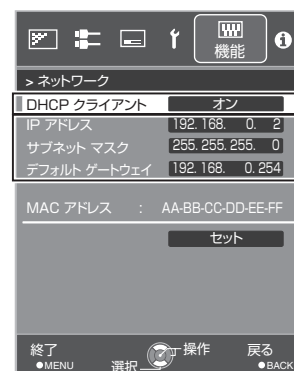 機能
> ネットワーク
DHCP クライアント オン
IP アドレス 192. 168. 0. 2
サブネット マスク 255. 255. 255. 0
デフォルト ゲートウェイ 192. 168. 0. 254
MAC アドレス : AA-BB-CC-DD-EE-FF
セット
終了 操作 戻る
●MENU 選択 ●BACK